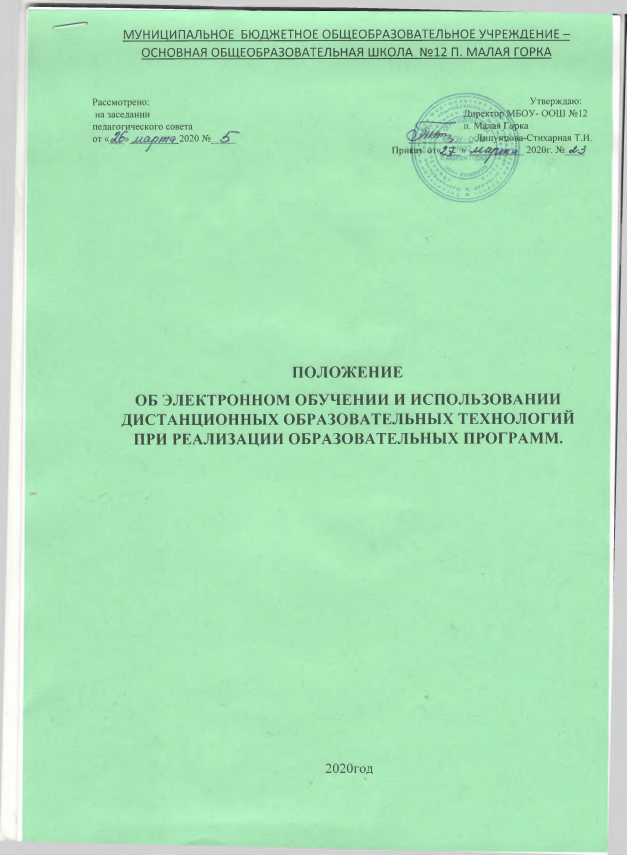 МУНИЦИПАЛЬНОЕ БЮДЖЕТНОЕ ОБЩЕОБРАЗОВАТЕЛЬНОЕ УЧРЕЖДЕНИЕ –
ОСНОВНАЯ ОБЩЕОБРАЗОВАТЕЛЬНАЯ ШКОЛА №12 П. МАЛАЯ ГОРКА
Рассмотрено:
на заседании
педагогического совета
от «26» марта 2020 № 5
Утверждаю:
Директор МБОУ- ООШ №12
п. Малая Горка
Липунцова-Стихарная Т.И.
Приказ от«27 » марта 2020г. № 23
ПОЛОЖЕНИЕ
ОБ ЭЛЕКТРОННОМ ОБУЧЕНИИ И ИСПОЛЬЗОВАНИИ
ДИСТАНЦИОННЫХ ОБРАЗОВАТЕЛЬНЫХ ТЕХНОЛОГИЙ
ПРИ РЕАЛИЗАЦИИ ОБРАЗОВАТЕЛЬНЫХ ПРОГРАММ.
2020год